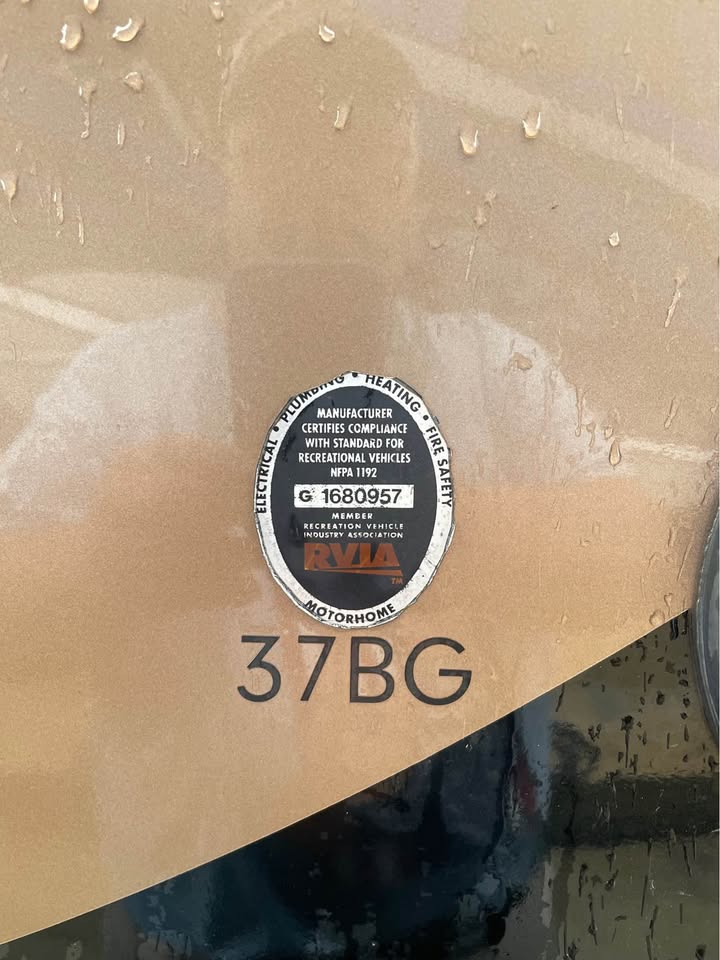 ELECTRICAL • PLUMBING • HEATING • FIRE SAFETY
MANUFACTURER
CERTIFIES COMPLIANCE
WITH STANDARD FOR
RECREATIONAL VEHICLES
NFPA 1192
G 1680957
MEMBER
RECREATION VEHICLE
INDUSTRY ASSOCIATION
RVIA
TM
MOTORHOME
37BG